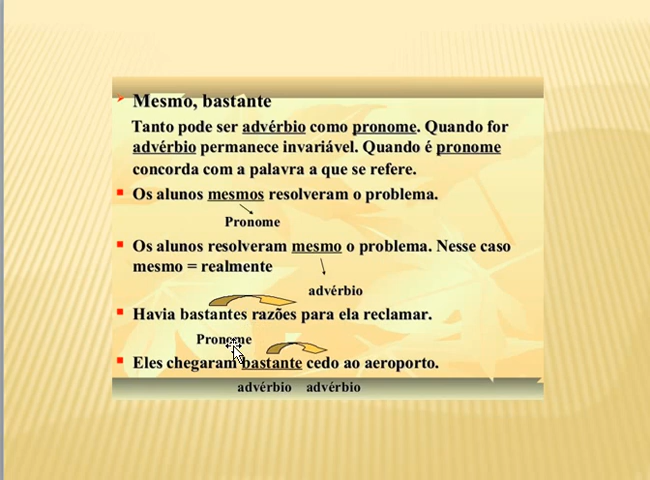 Mesmo, bastante
Tanto pode ser advérbio como pronome. Quando for
advérbio permanece invariável. Quando é pronome
concorda com a palavra a que se refere.
Os alunos mesmos resolveram o problema.
Pronome
Os alunos resolveram mesmo o problema. Nesse caso
mesmo = realmente
advérbio
Havia bastantes razões para ela reclamar.
Pronome
Eles chegaram bastante cedo ao aeroporto.
advérbio advérbio